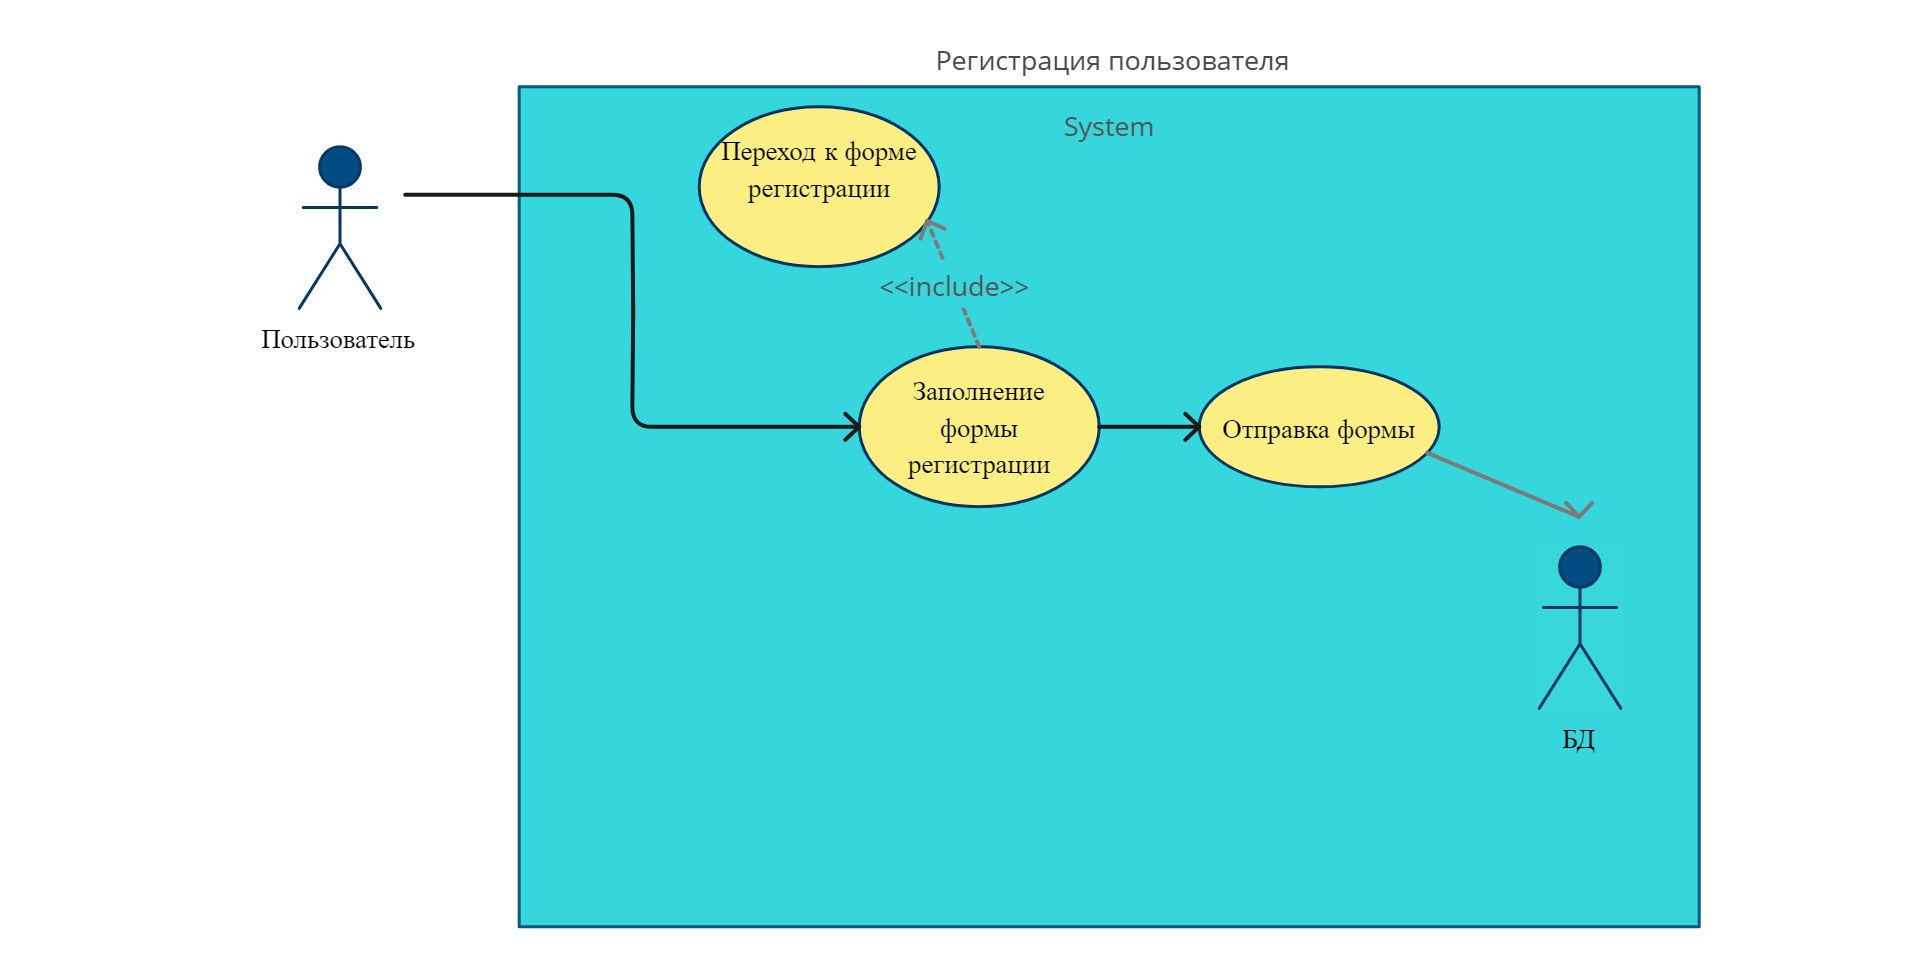 Регистрация пользователя
System
Переход к форме
регистрации
<<include>>
Пользователь
Заполнение
формы
регистрации
Отправка формы
БД